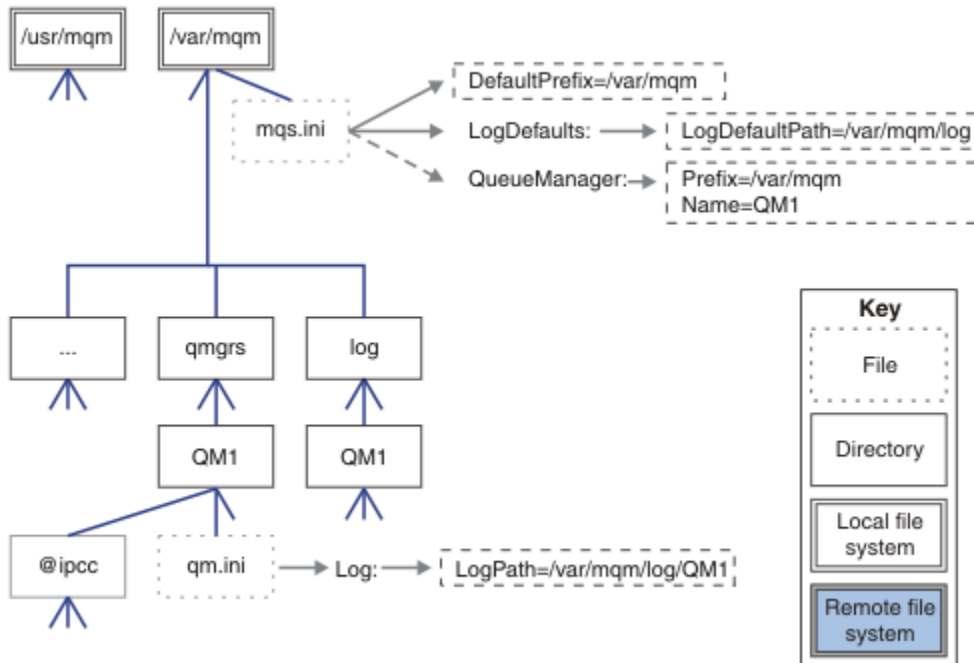 /usr/mqm
/var/mqm
mqs.ini
DefaultPrefix=/var/mqm
LogDefaults:
LogDefaultPath=/var/mqm/log
QueueManager:
Prefix=/var/mqm
Name=QM1
...
qmgrs
log
QM1
QM1
@ipcc
qm.ini
Log:
LogPath=/var/mqm/log/QM1
Key
File
Directory
Local file
system
Remote file
system